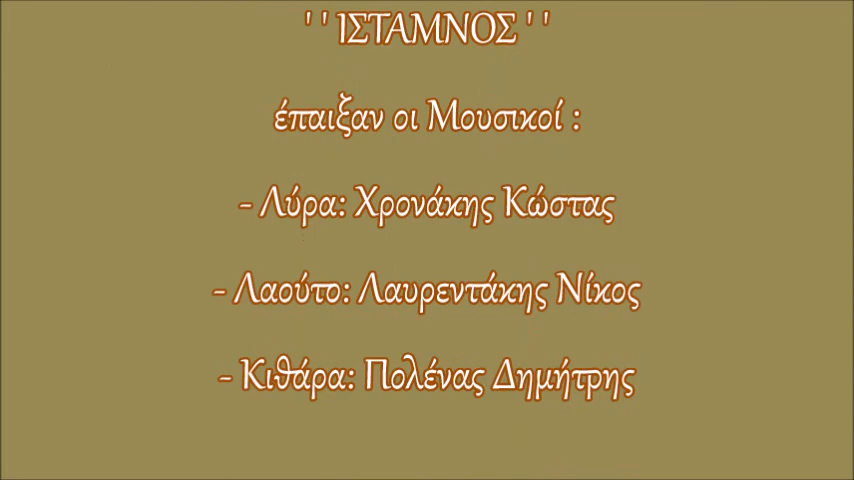 ' ' ΙΣΤΑΜΝΟΣ ' '
έπαιξαν οι Μουσικοί :
- Λύρα: Χρονάκης Κώστας
- Λαούτο: Λαυρεντάκης Νίκος
- Κιθάρα: Πολένας Δημήτρης